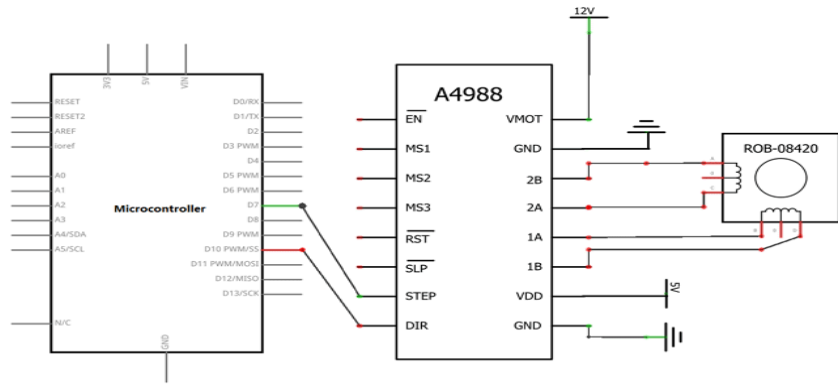 12V
3V3
5V
VIN
RESET
RESET2
AREF
ioref
A0
A1
A2
A3
A4/SDA
A5/SCL
N/C
Microcontroller
D0/RX
D1/TX
D2
D3 PWM
D4
D5 PWM
D6 PWM
D7
D8
D9 PWM
D10 PWM/SS
D11 PWM/MOSI
D12/MISO
D13/SCK
GND
A4988
EN
MS1
MS2
MS3
RST
SLP
STEP
DIR
VMOT
GND
2B
2A
1A
1B
VDD
GND
5V
ROB-08420
A
C